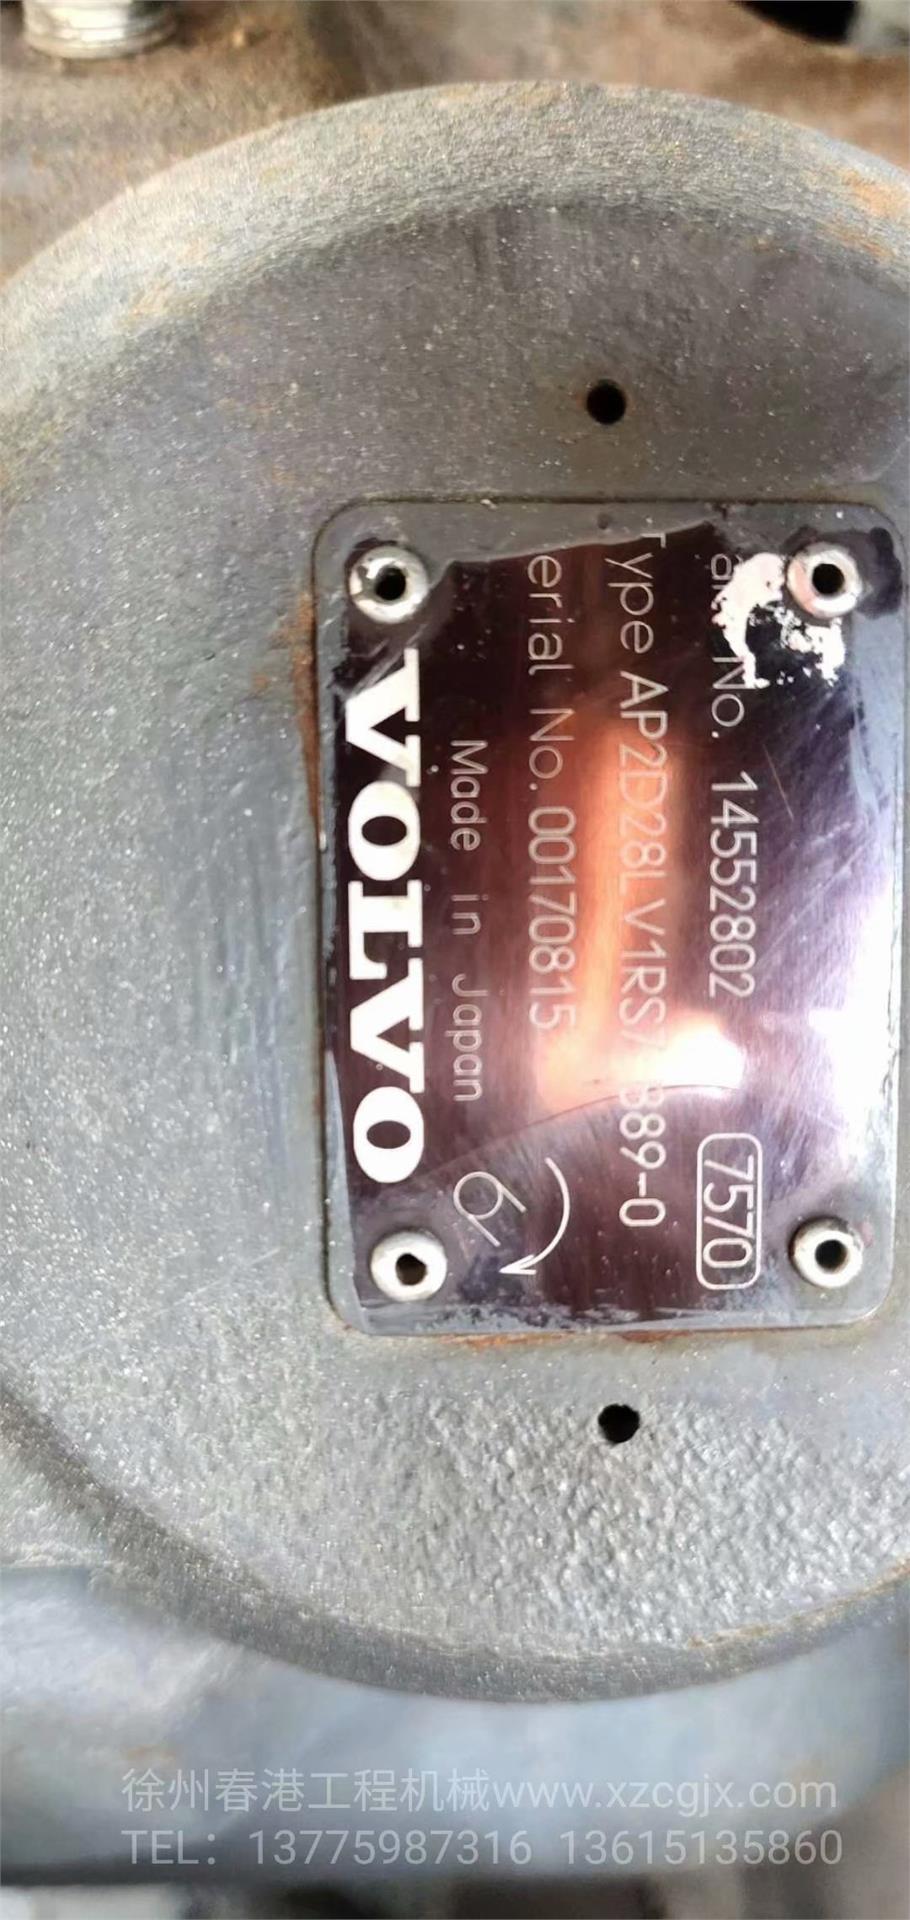 No. 14552802
7570
Type AP2D28LV1RS7 889-0
erial No. 00170815
Made in Japan
VOLVO
徐州春港工程机械www.xzcgjx.com
TEL：13775987316 13615135860